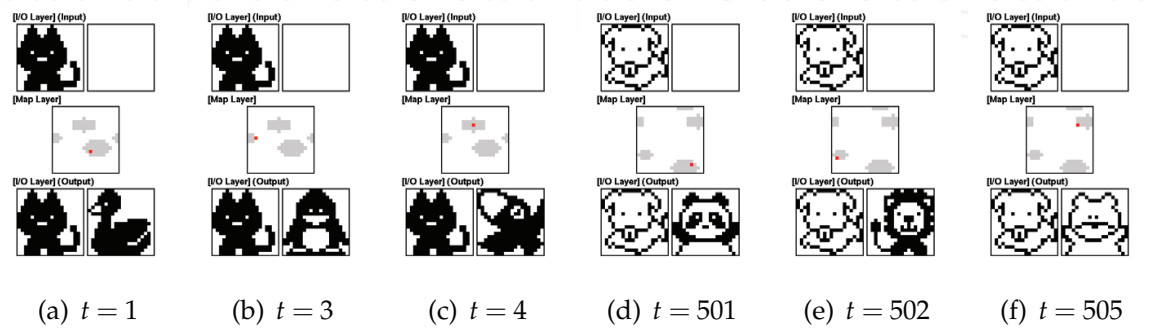 [I/O Layer] (Input) [I/O Layer] (Input) [I/O Layer] (Input) [I/O Layer] (Input) [I/O Layer] (Input) [I/O Layer] (Input)
[Map Layer] [Map Layer] [Map Layer] [Map Layer] [Map Layer] [Map Layer]
[I/O Layer] (Output) [I/O Layer] (Output) [I/O Layer] (Output) [I/O Layer] (Output) [I/O Layer] (Output) [I/O Layer] (Output)
(a) t = 1 (b) t = 3 (c) t = 4 (d) t = 501 (e) t = 502 (f) t = 505